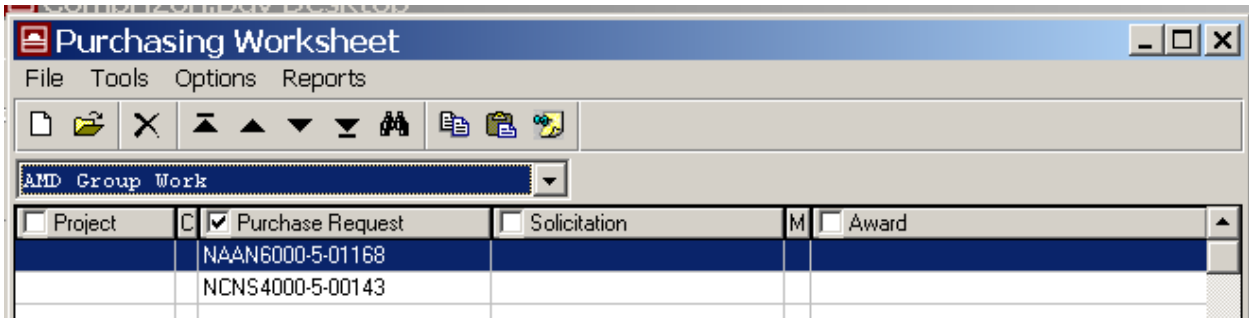 Purchasing Worksheet
File Tools Options Reports
AMD Group Work
Project C Purchase Request Solicitation M Award
NAAN6000-5-01168
NCNS4000-5-00143